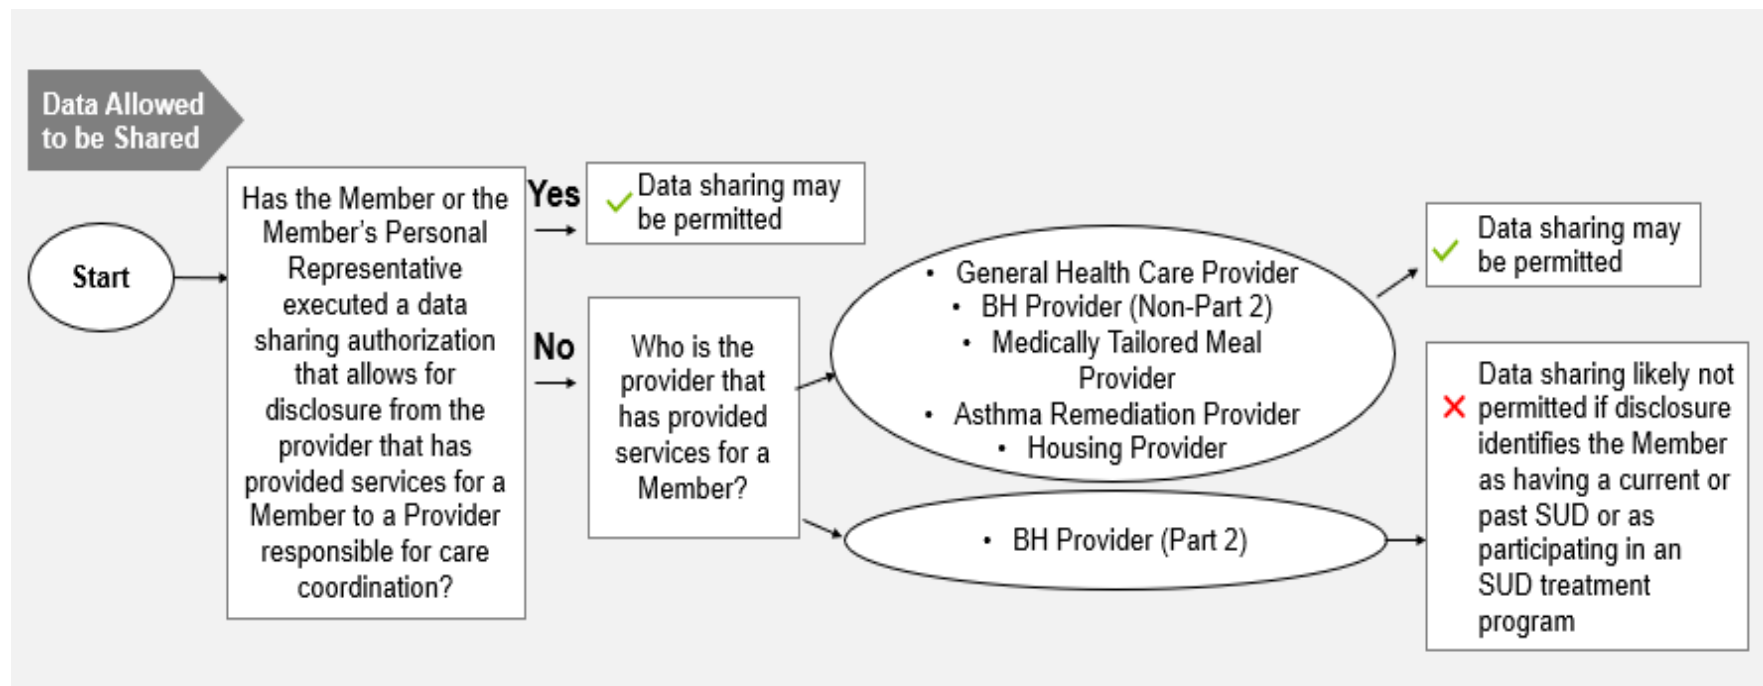 Data Allowed
to be Shared
Start
Has the Member or the
Member’s Personal
Representative
executed a data
sharing authorization
that allows for
disclosure from the
provider that has
provided services for a
Member to a Provider
responsible for care
coordination?
Yes
Data sharing may
be permitted
No
Who is the
provider that
has provided
services for a
Member?
• General Health Care Provider
• BH Provider (Non-Part 2)
• Medically Tailored Meal
Provider
• Asthma Remediation Provider
• Housing Provider
Data sharing may
be permitted
• BH Provider (Part 2)
Data sharing likely not
permitted if disclosure
identifies the Member
as having a current or
past SUD or as
participating in an
SUD treatment
program